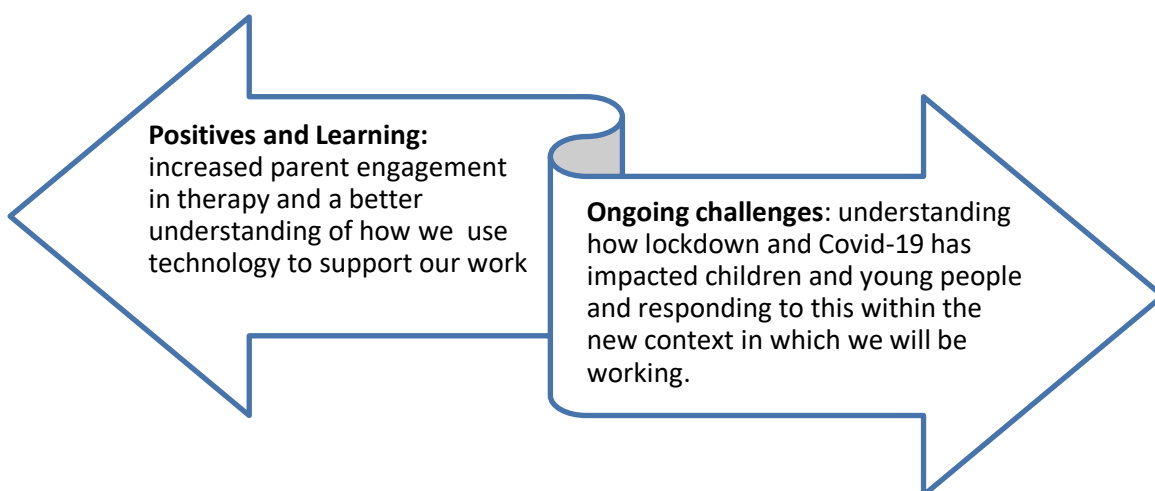 Positives and Learning:
increased parent engagement
in therapy and a better
understanding of how we  use
technology to support our work
Ongoing challenges: understanding
how lockdown and Covid-19 has
impacted children and young people
and responding to this within the
new context in which we will be
working.